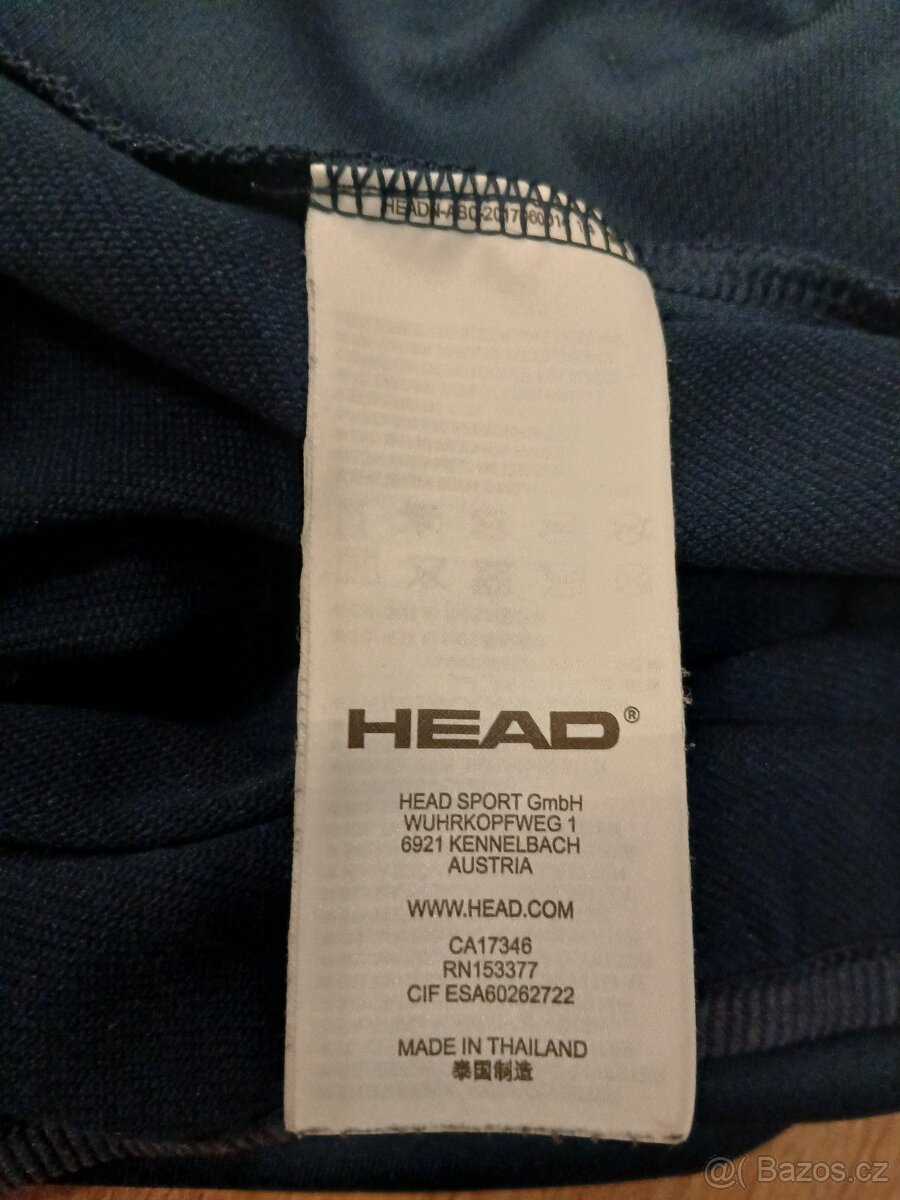 HEAD®
HEAD SPORT GmbH
WUHRKOPFWEG 1
6921 KENNELBACH
AUSTRIA
WWW.HEAD.COM
CA17346
RN153377
CIF ESA60262722
MADE IN THAILAND
泰国制造
@( Bazos.cz